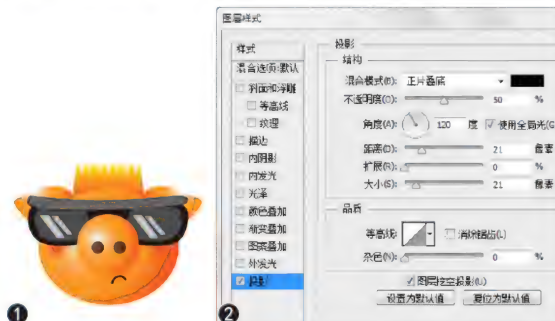 图层样式
样式
混合选项:默认
斜面和浮雕
等高线
纹理
描边
内阴影
内发光
光泽
颜色叠加
渐变叠加
图案叠加
外发光
投影
投影
结构
混合模式(B): 正片叠底
不透明度(O): 50 %
角度(A): 120 度 使用全局光(G
距离(D): 21 像素
扩展(R): 0 %
大小(S): 21 像素
品质
等高线: 消除锯齿(L)
杂色(N): 0 %
图层挖空投影(U)
设置为默认值 复位为默认值
1
2